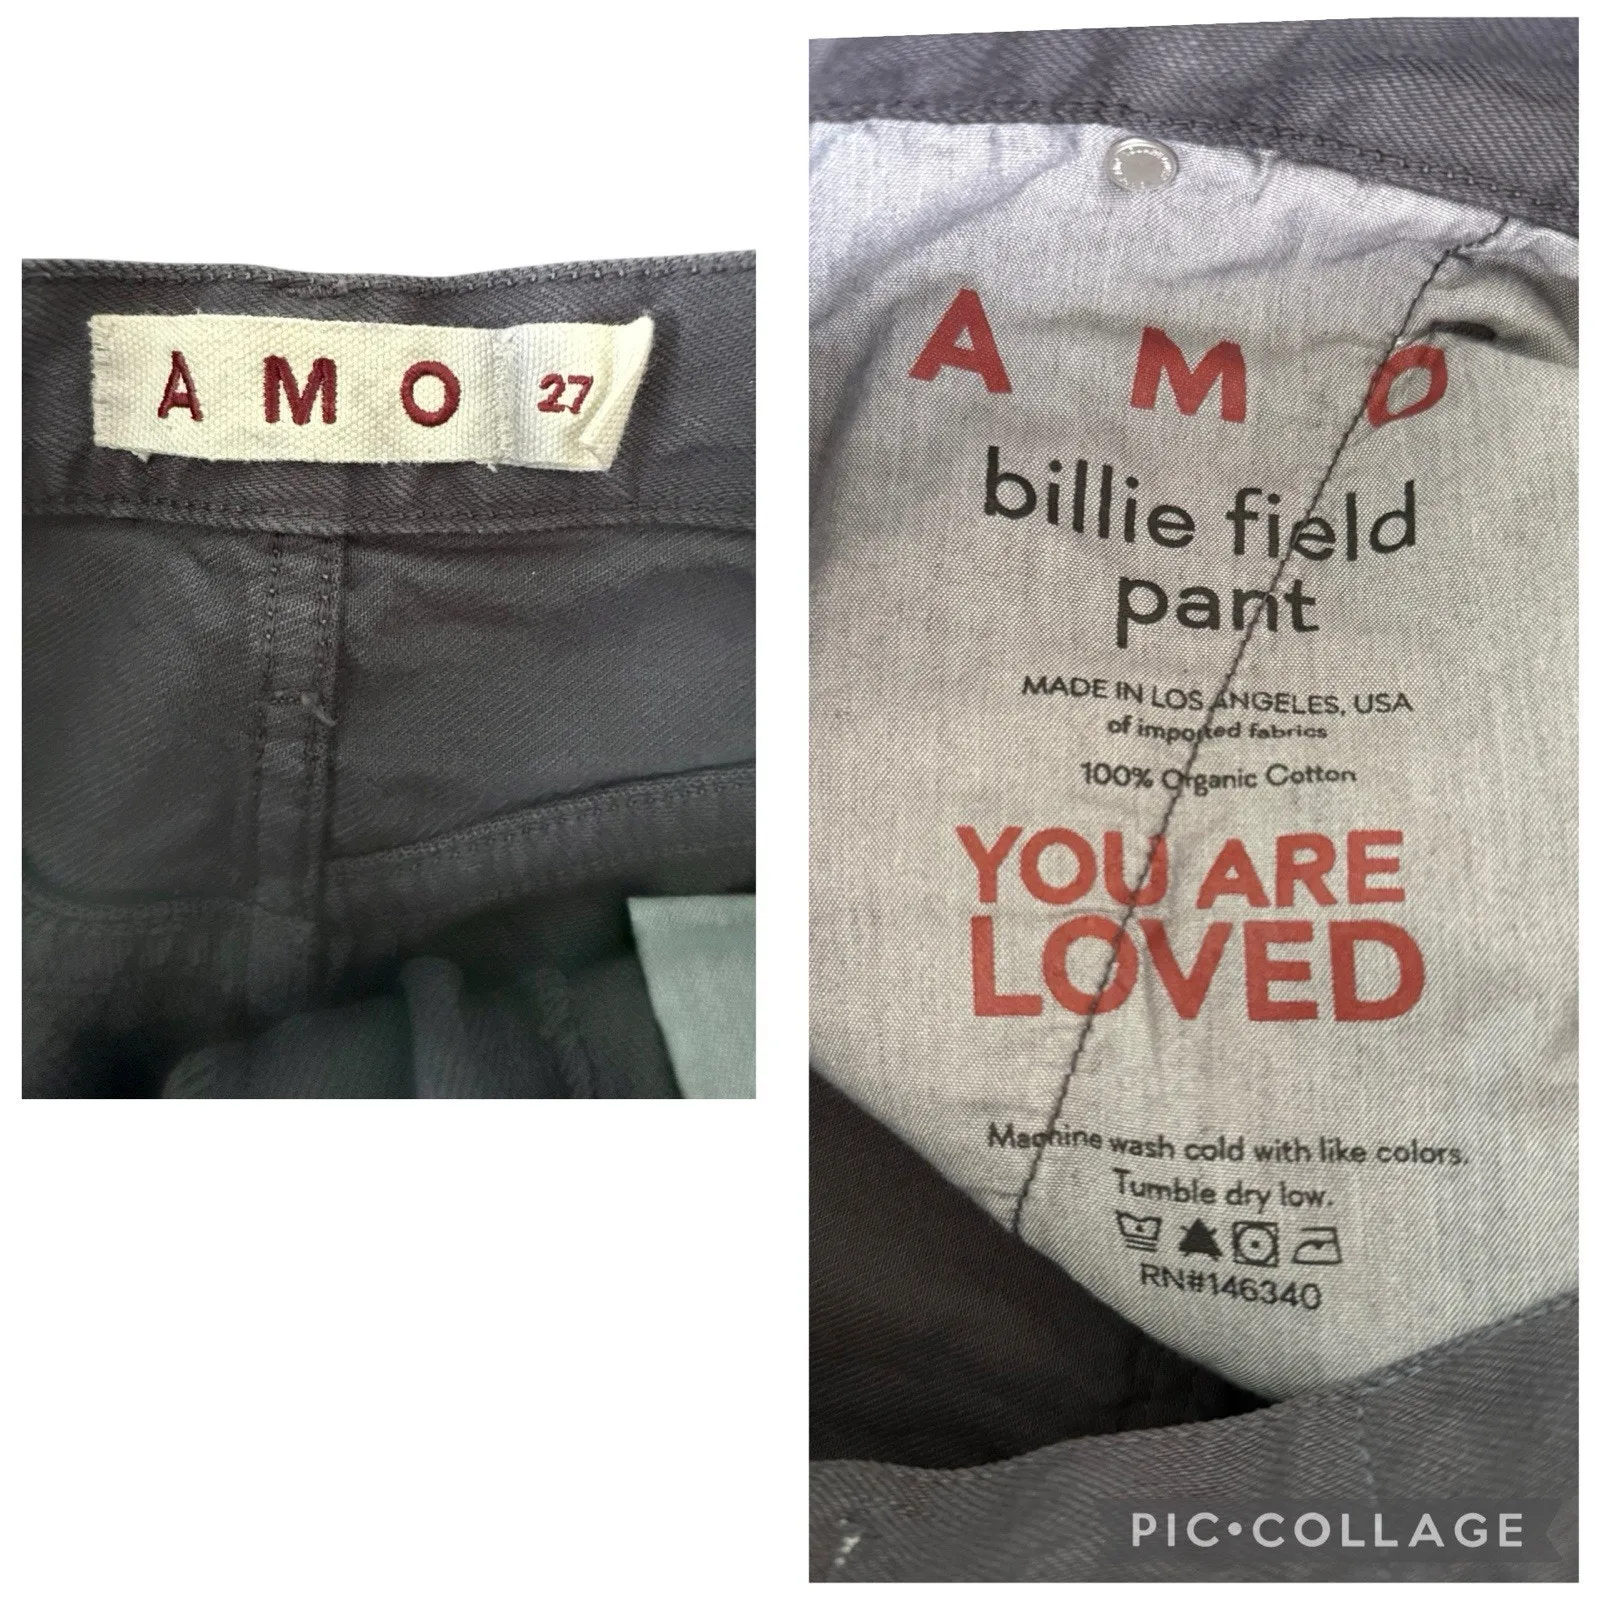 AMO 27
AMO
billie field
pant
MADE IN LOS ANGELES, USA
of imported fabrics
100% Organic Cotton
YOU ARE
LOVED
Machine wash cold with like colors.
Tumble dry low.
RN#146340
PIC•COLLAGE